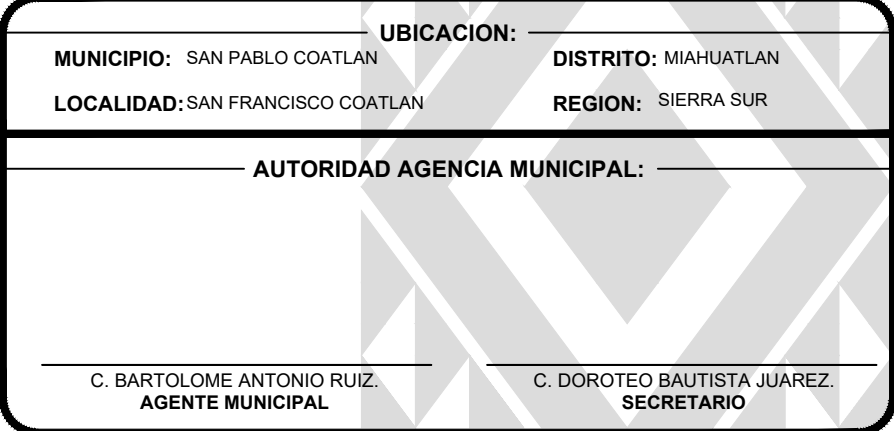 UBICACION:
MUNICIPIO: SAN PABLO COATLAN DISTRITO: MIAHUATLAN
LOCALIDAD: SAN FRANCISCO COATLAN REGION: SIERRA SUR
AUTORIDAD AGENCIA MUNICIPAL:
C. BARTOLOME ANTONIO RUIZ. C. DOROTEO BAUTISTA JUAREZ.
AGENTE MUNICIPAL SECRETARIO